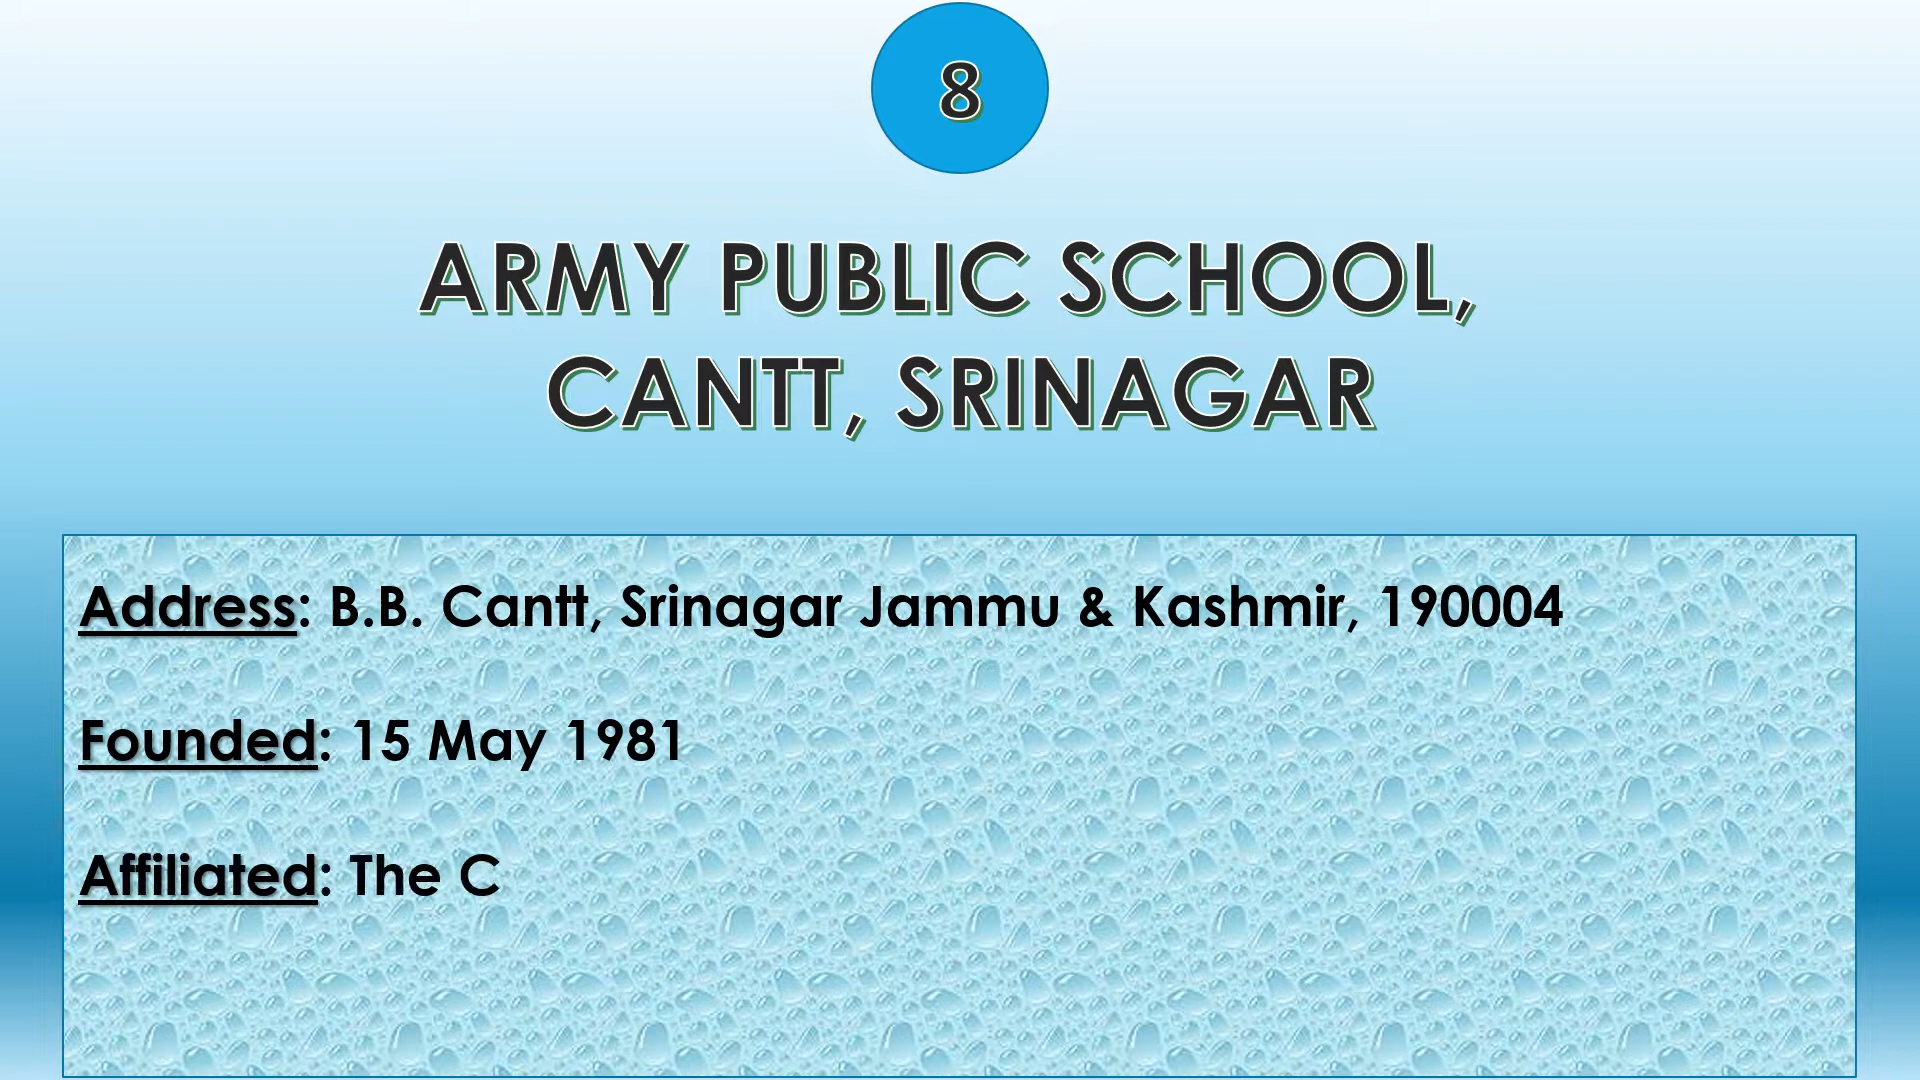 8
ARMY PUBLIC SCHOOL,
CANTT, SRINAGAR
Address: B.B. Cantt, Srinagar Jammu & Kashmir, 190004
Founded: 15 May 1981
Affiliated: The C